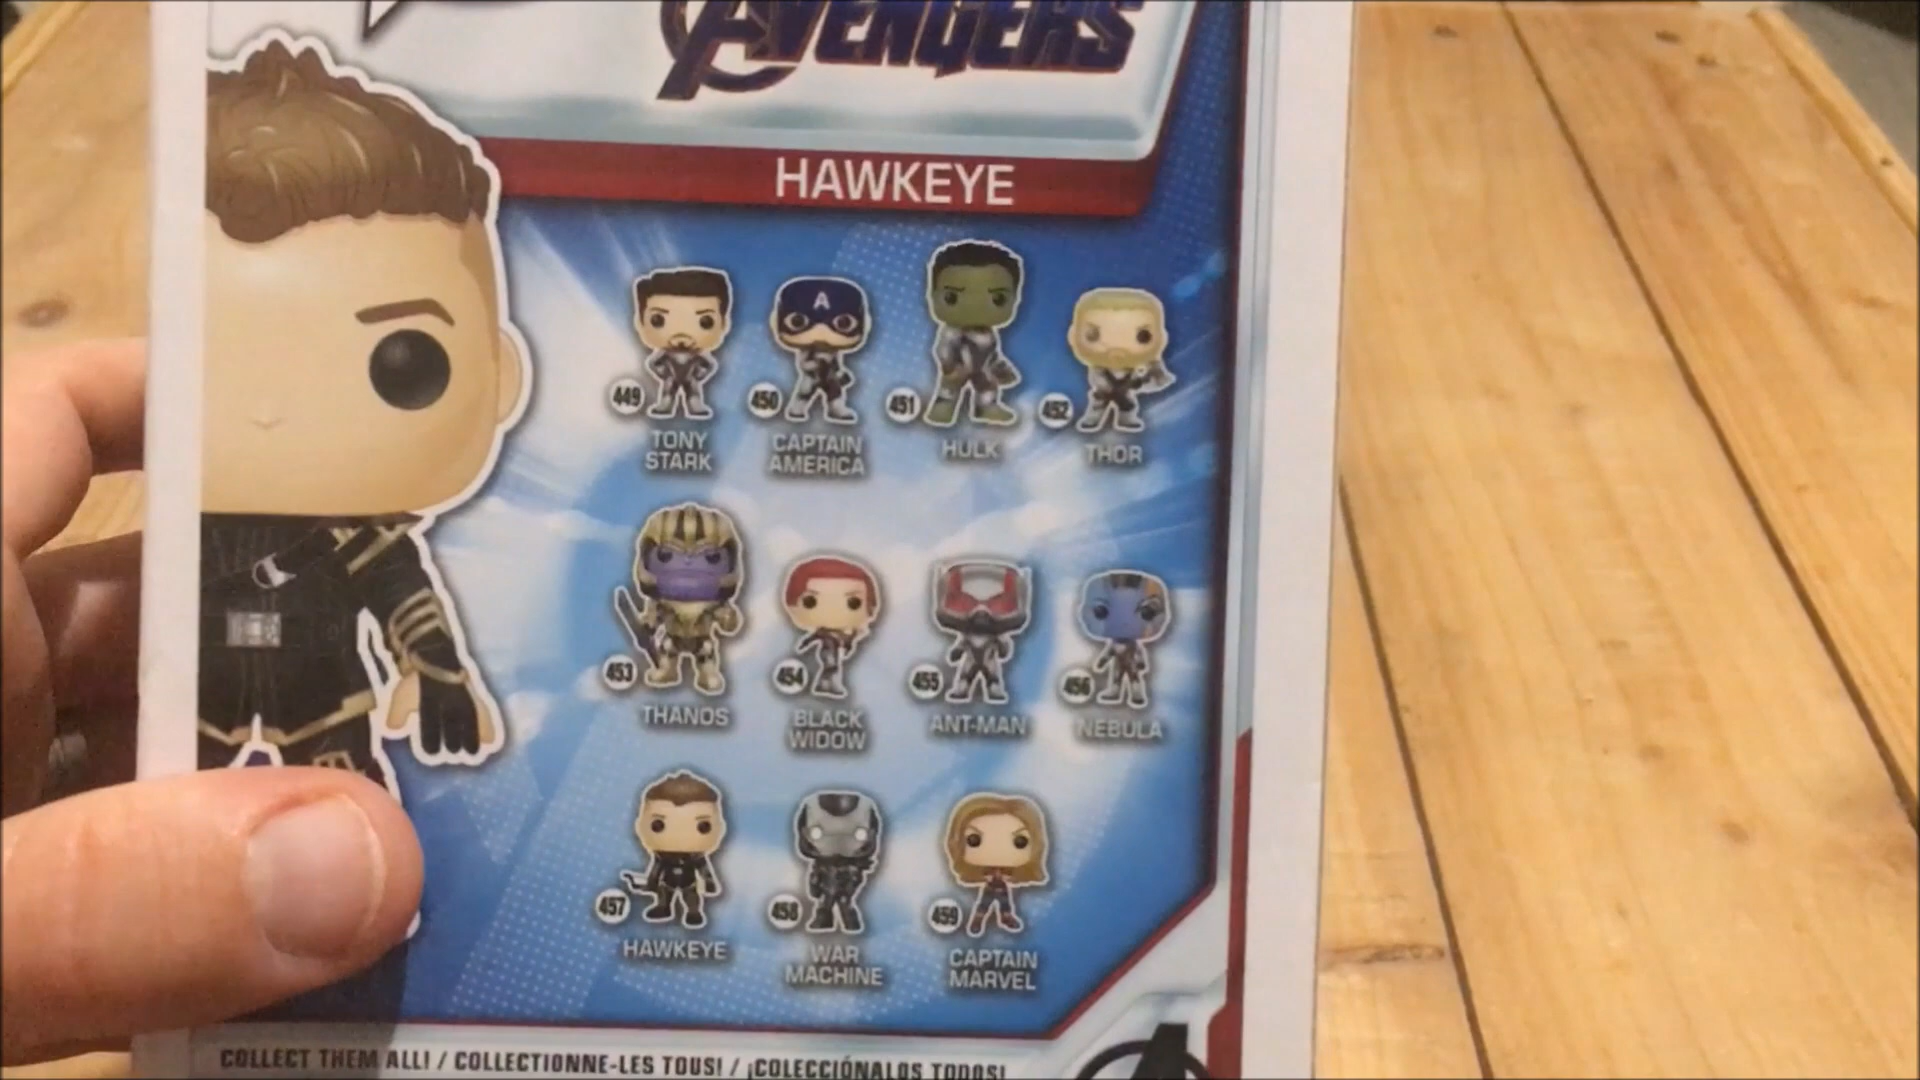 AVENGERS
HAWKEYE
A
449
450
451
452
TONY
STARK
CAPTAIN
AMERICA
HULK
THOR
453
454
455
456
THANOS
BLACK
WIDOW
ANT-MAN
NEBULA
457
458
459
HAWKEYE
WAR
MACHINE
CAPTAIN
MARVEL
COLLECT THEM ALL! / COLLECTIONNE-LES TOUS! / ¡COLECCIÓNALOS TODOS!